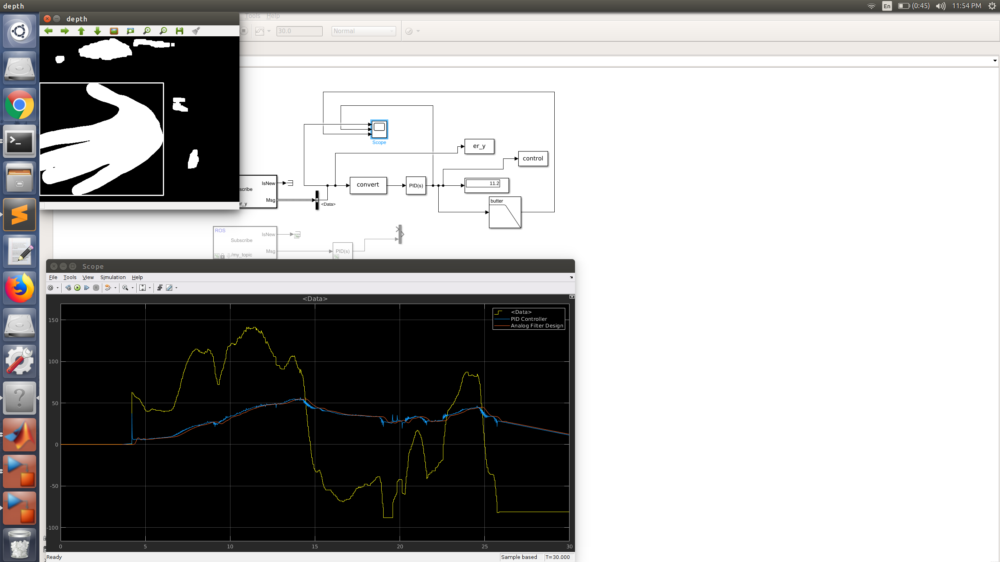 depth
En (0:45) 11:54 PM
depth
Tools Help
30.0 Normal
Scope
er_y
control
IsNew
scribe
Msg
er_y
<Data>
convert
PID(s)
11.2
butter
ROS
IsNew
Subscribe
Msg
/my_topic
PID(s)
Scope
File Tools View Simulation Help
<Data>
<Data>
PID Controller
Analog Filter Design
150
100
50
0
-50
-100
0 5 10 15 20 25 30
Ready Sample based T=30.000